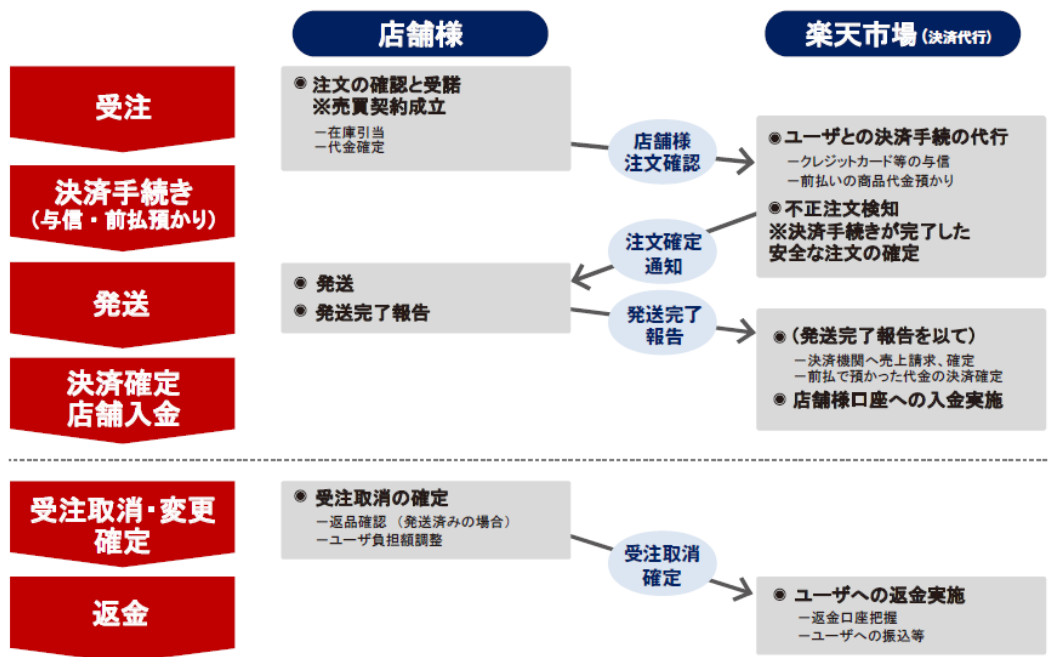 店舗様
楽天市場(決済代行)
受注
◉ 注文の確認と受諾
※売買契約成立
－在庫引当
－代金確定
店舗様
注文確認
◉ユーザとの決済手続の代行
－クレジットカード等の与信
－前払いの商品代金預かり
◉不正注文検知
※決済手続きが完了した
安全な注文の確定
決済手続き
(与信・前払預かり)
注文確定
通知
発送
◉ 発送
◉ 発送完了報告
発送完了
報告
◉(発送完了報告を以て)
－決済機関へ売上請求、確定
－前払で預かった代金の決済確定
◉店舗様口座への入金実施
決済確定
店舗入金
受注取消・変更
確定
◉ 受注取消の確定
－返品確認 (発送済みの場合)
－ユーザ負担額調整
受注取消
確定
返金
◉ ユーザへの返金実施
－返金口座把握
－ユーザへの振込等